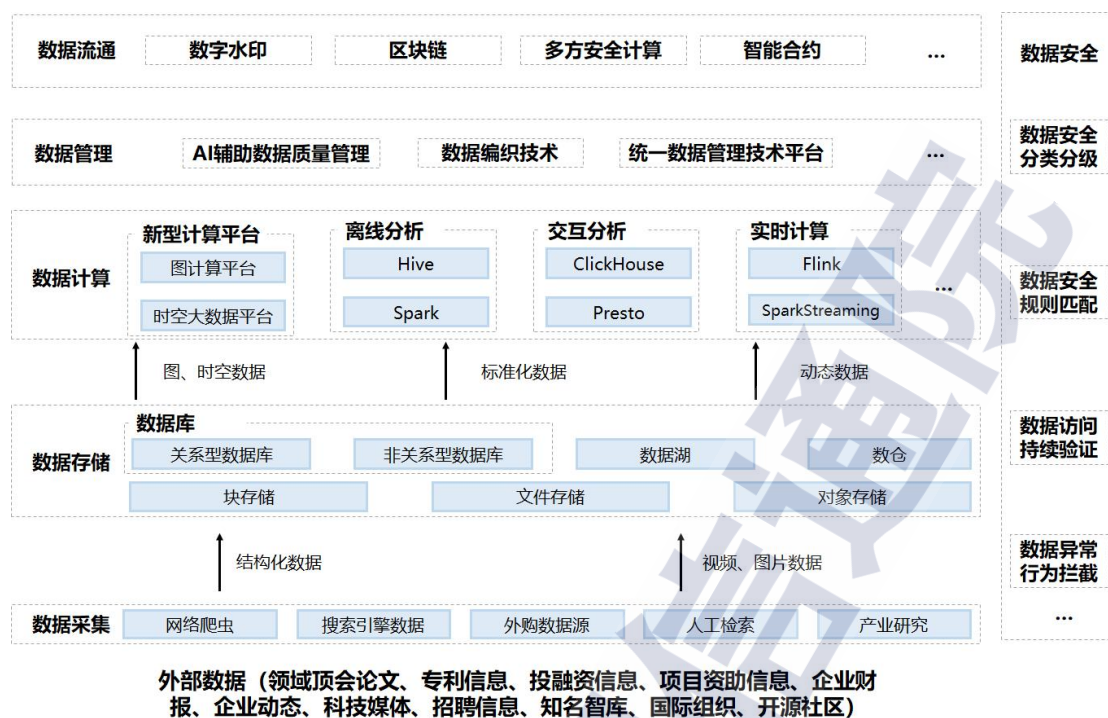 数据流通 数字水印 区块链 多方安全计算 智能合约 ...
数据管理 AI辅助数据质量管理 数据编织技术 统一数据管理技术平台 ...
新型计算平台 离线分析 交互分析 实时计算
数据计算 图计算平台 Hive ClickHouse Flink ...
时空大数据平台 Spark Presto SparkStreaming
图、时空数据 标准化数据 动态数据
数据库
数据存储 关系型数据库 非关系型数据库 数据湖 数仓
块存储 文件存储 对象存储
结构化数据 视频、图片数据
数据采集 网络爬虫 搜索引擎数据 外购数据源 人工检索 产业研究
外部数据（领域顶会论文、专利信息、投融资信息、项目资助信息、企业财
报、企业动态、科技媒体、招聘信息、知名智库、国际组织、开源社区）
数据安全
数据安全
分类分级
数据安全
规则匹配
数据访问
持续验证
数据异常
行为拦截
...
信通院